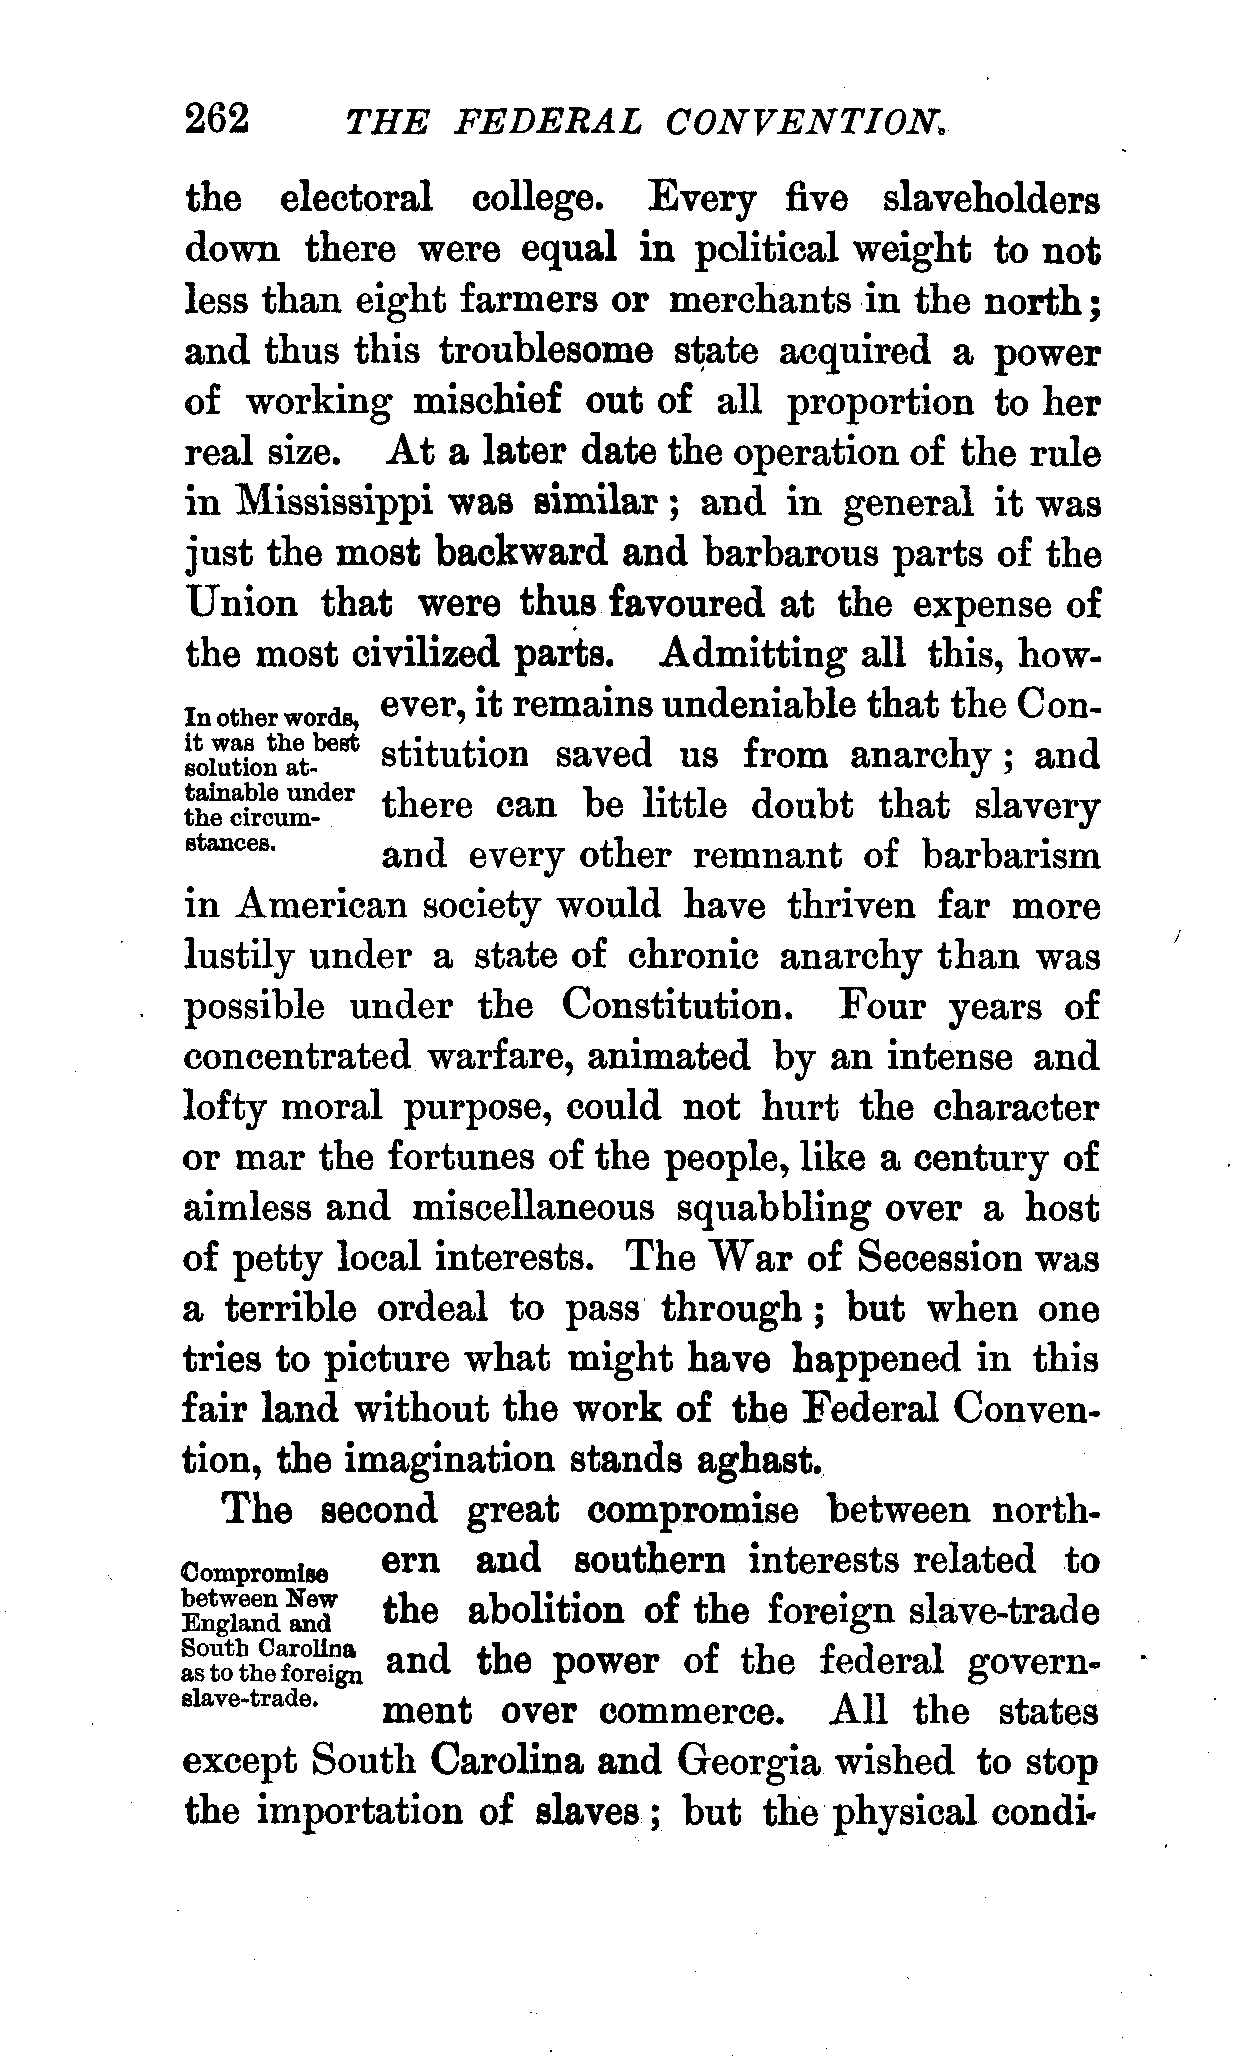 262 THE FEDERAL CONVENTION.
the electoral college. Every five slaveholders
down there were equal in political weight to not
less than eight farmers or merchants in the north;
and thus this troublesome state acquired a power
of working mischief out of all proportion to her
real size. At a later date the operation of the rule
in Mississippi was similar; and in general it was
just the most backward and barbarous parts of the
Union that were thus favoured at the expense of
the most civilized parts. Admitting all this, how-
In other words,
it was the best
solution at-
tainable under
the circum-
stances.
ever, it remains undeniable that the Con-
stitution saved us from anarchy; and
there can be little doubt that slavery
and every other remnant of barbarism
in American society would have thriven far more
lustily under a state of chronic anarchy than was
possible under the Constitution. Four years of
concentrated warfare, animated by an intense and
lofty moral purpose, could not hurt the character
or mar the fortunes of the people, like a century of
aimless and miscellaneous squabbling over a host
of petty local interests. The War of Secession was
a terrible ordeal to pass through; but when one
tries to picture what might have happened in this
fair land without the work of the Federal Conven-
tion, the imagination stands aghast.
The second great compromise between north-
Compromise
between New
England and
South Carolina
as to the foreign
slave-trade.
ern and southern interests related to
the abolition of the foreign slave-trade
and the power of the federal govern-
ment over commerce. All the states
except South Carolina and Georgia wished to stop
the importation of slaves; but the physical condi-